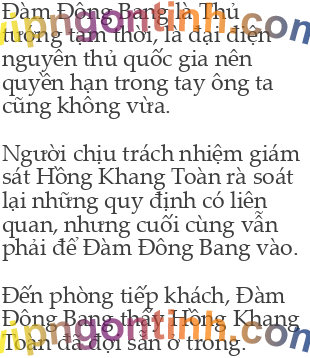 Đàm Đông Bang là Thủ
tướng tạm thời, là đại diện
nguyên thủ quốc gia nên
quyền hạn trong tay ông ta
cũng không vừa.
Người chịu trách nhiệm giám
sát Hồng Khang Toàn rà soát
lại những quy định có liên
quan, nhưng cuối cùng vẫn
phải để Đàm Đông Bang vào.
Đến phòng tiếp khách, Đàm
Đông Bang thấy Hồng Khang
Toàn đã đợi sẵn ở trong.
vipngontinh.com
vipngontinh.com